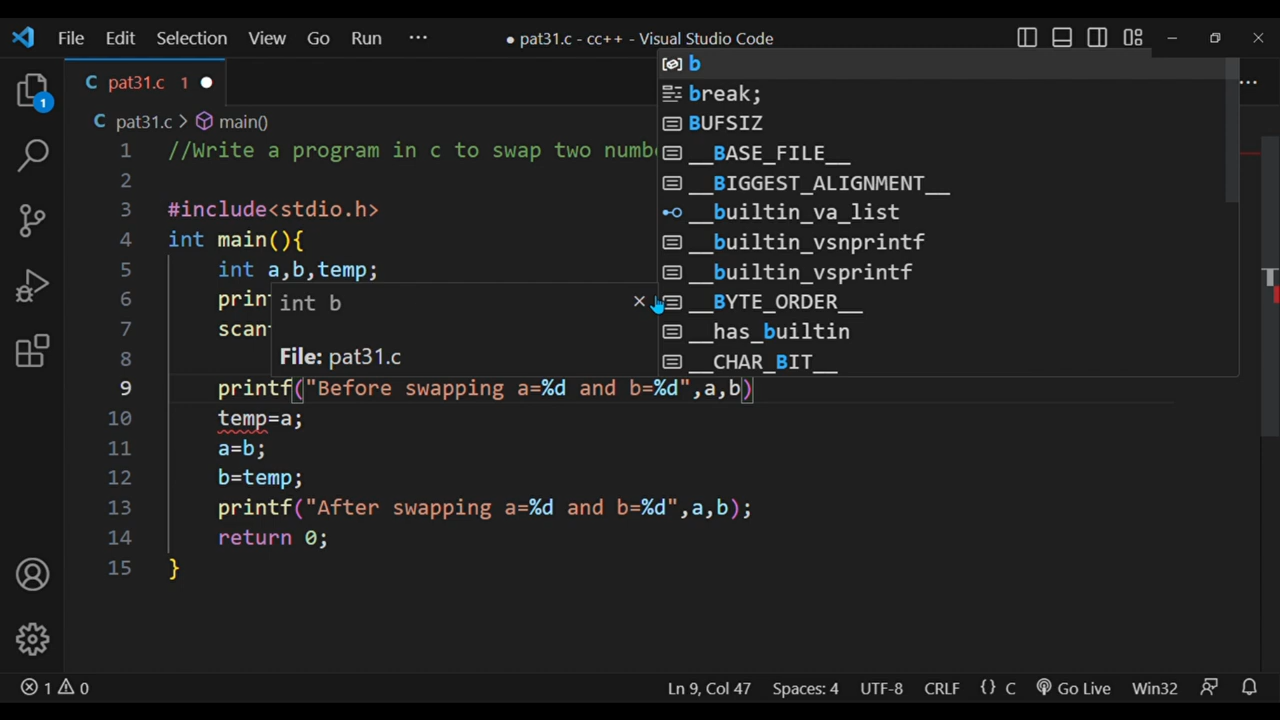 File Edit Selection View Go Run ··· ● pat31.c - cc++ - Visual Studio Code
C pat31.c 1 ●
C pat31.c > main()
1 //Write a program in c to swap two
2
3 #include<stdio.h>
4 int main(){
5 int a,b,temp;
6
7
8
9 printf("Before swapping a=%d and b=%d",a,b)
10 temp=a;
11 a=b;
12 b=temp;
13 printf("After swapping a=%d and b=%d",a,b);
14 return 0;
15 }
int b ×
File: pat31.c
b
break;
BUFSIZ
__BASE_FILE__
__BIGGEST_ALIGNMENT__
__builtin_va_list
__builtin_vsnprintf
__builtin_vsprintf
__BYTE_ORDER__
__has_builtin
__CHAR_BIT__
1
1 0 Ln 9, Col 47 Spaces: 4 UTF-8 CRLF {} C Go Live Win32